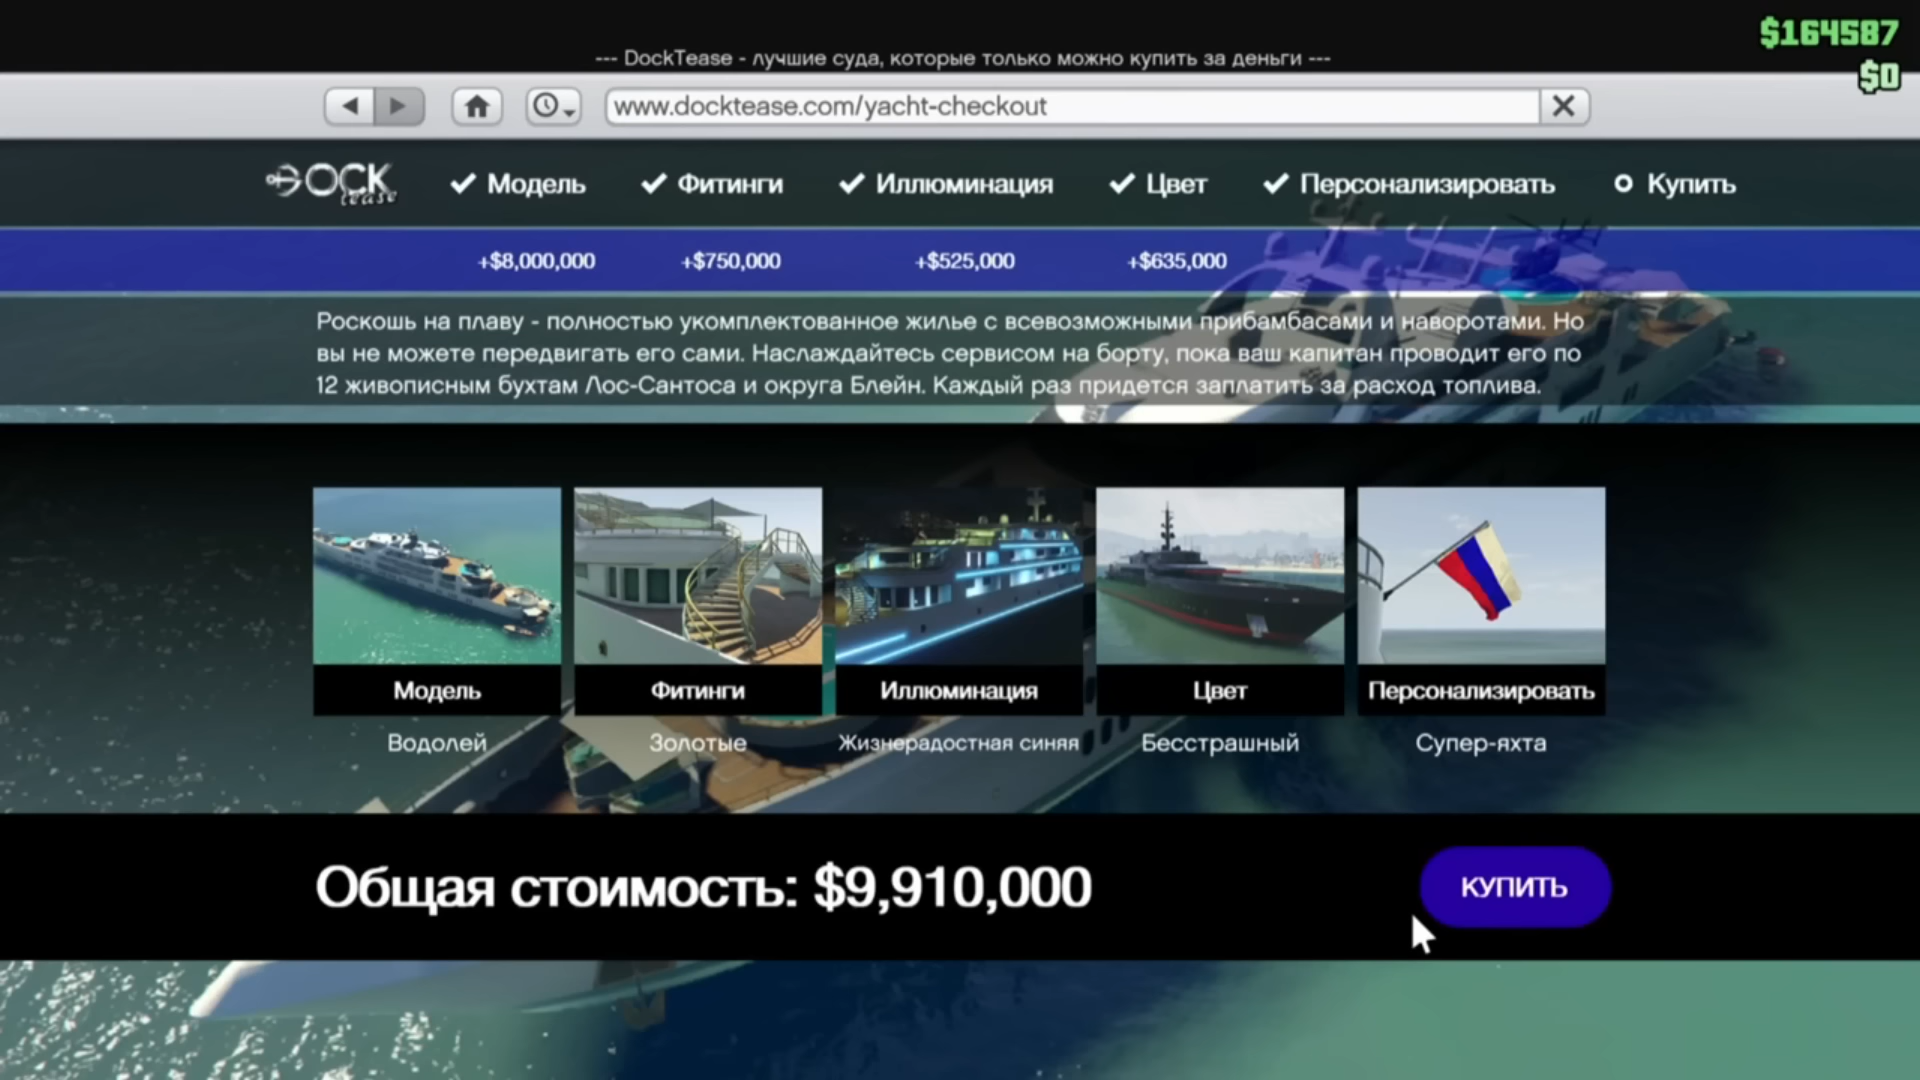 $164587
--- DockTease - лучшие суда, которые только можно купить за деньги ---
$0
www.docktease.com/yacht-checkout
DOCK tease
Модель Фитинги Иллюминация Цвет Персонализировать Купить
+$8,000,000 +$750,000 +$525,000 +$635,000
Роскошь на плаву - полностью укомплектованное жилье с всевозможными прибамбасами и наворотами. Но
вы не можете передвигать его сами. Наслаждайтесь сервисом на борту, пока ваш капитан проводит его по
12 живописным бухтам Лос-Сантоса и округа Блейн. Каждый раз придется заплатить за расход топлива.
Модель Фитинги Иллюминация Цвет Персонализировать
Водолей Золотые Жизнерадостная синяя Бесстрашный Супер-яхта
Общая стоимость: $9,910,000
КУПИТЬ